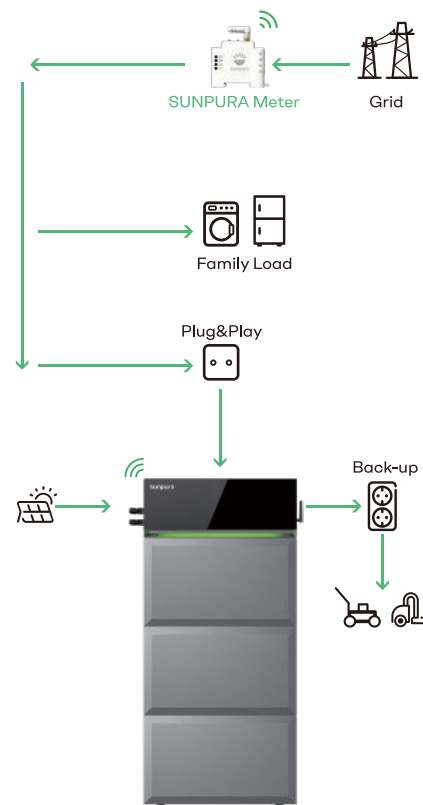 SUNPURA Meter
Grid
Family Load
Plug&Play
sunpura
Back-up